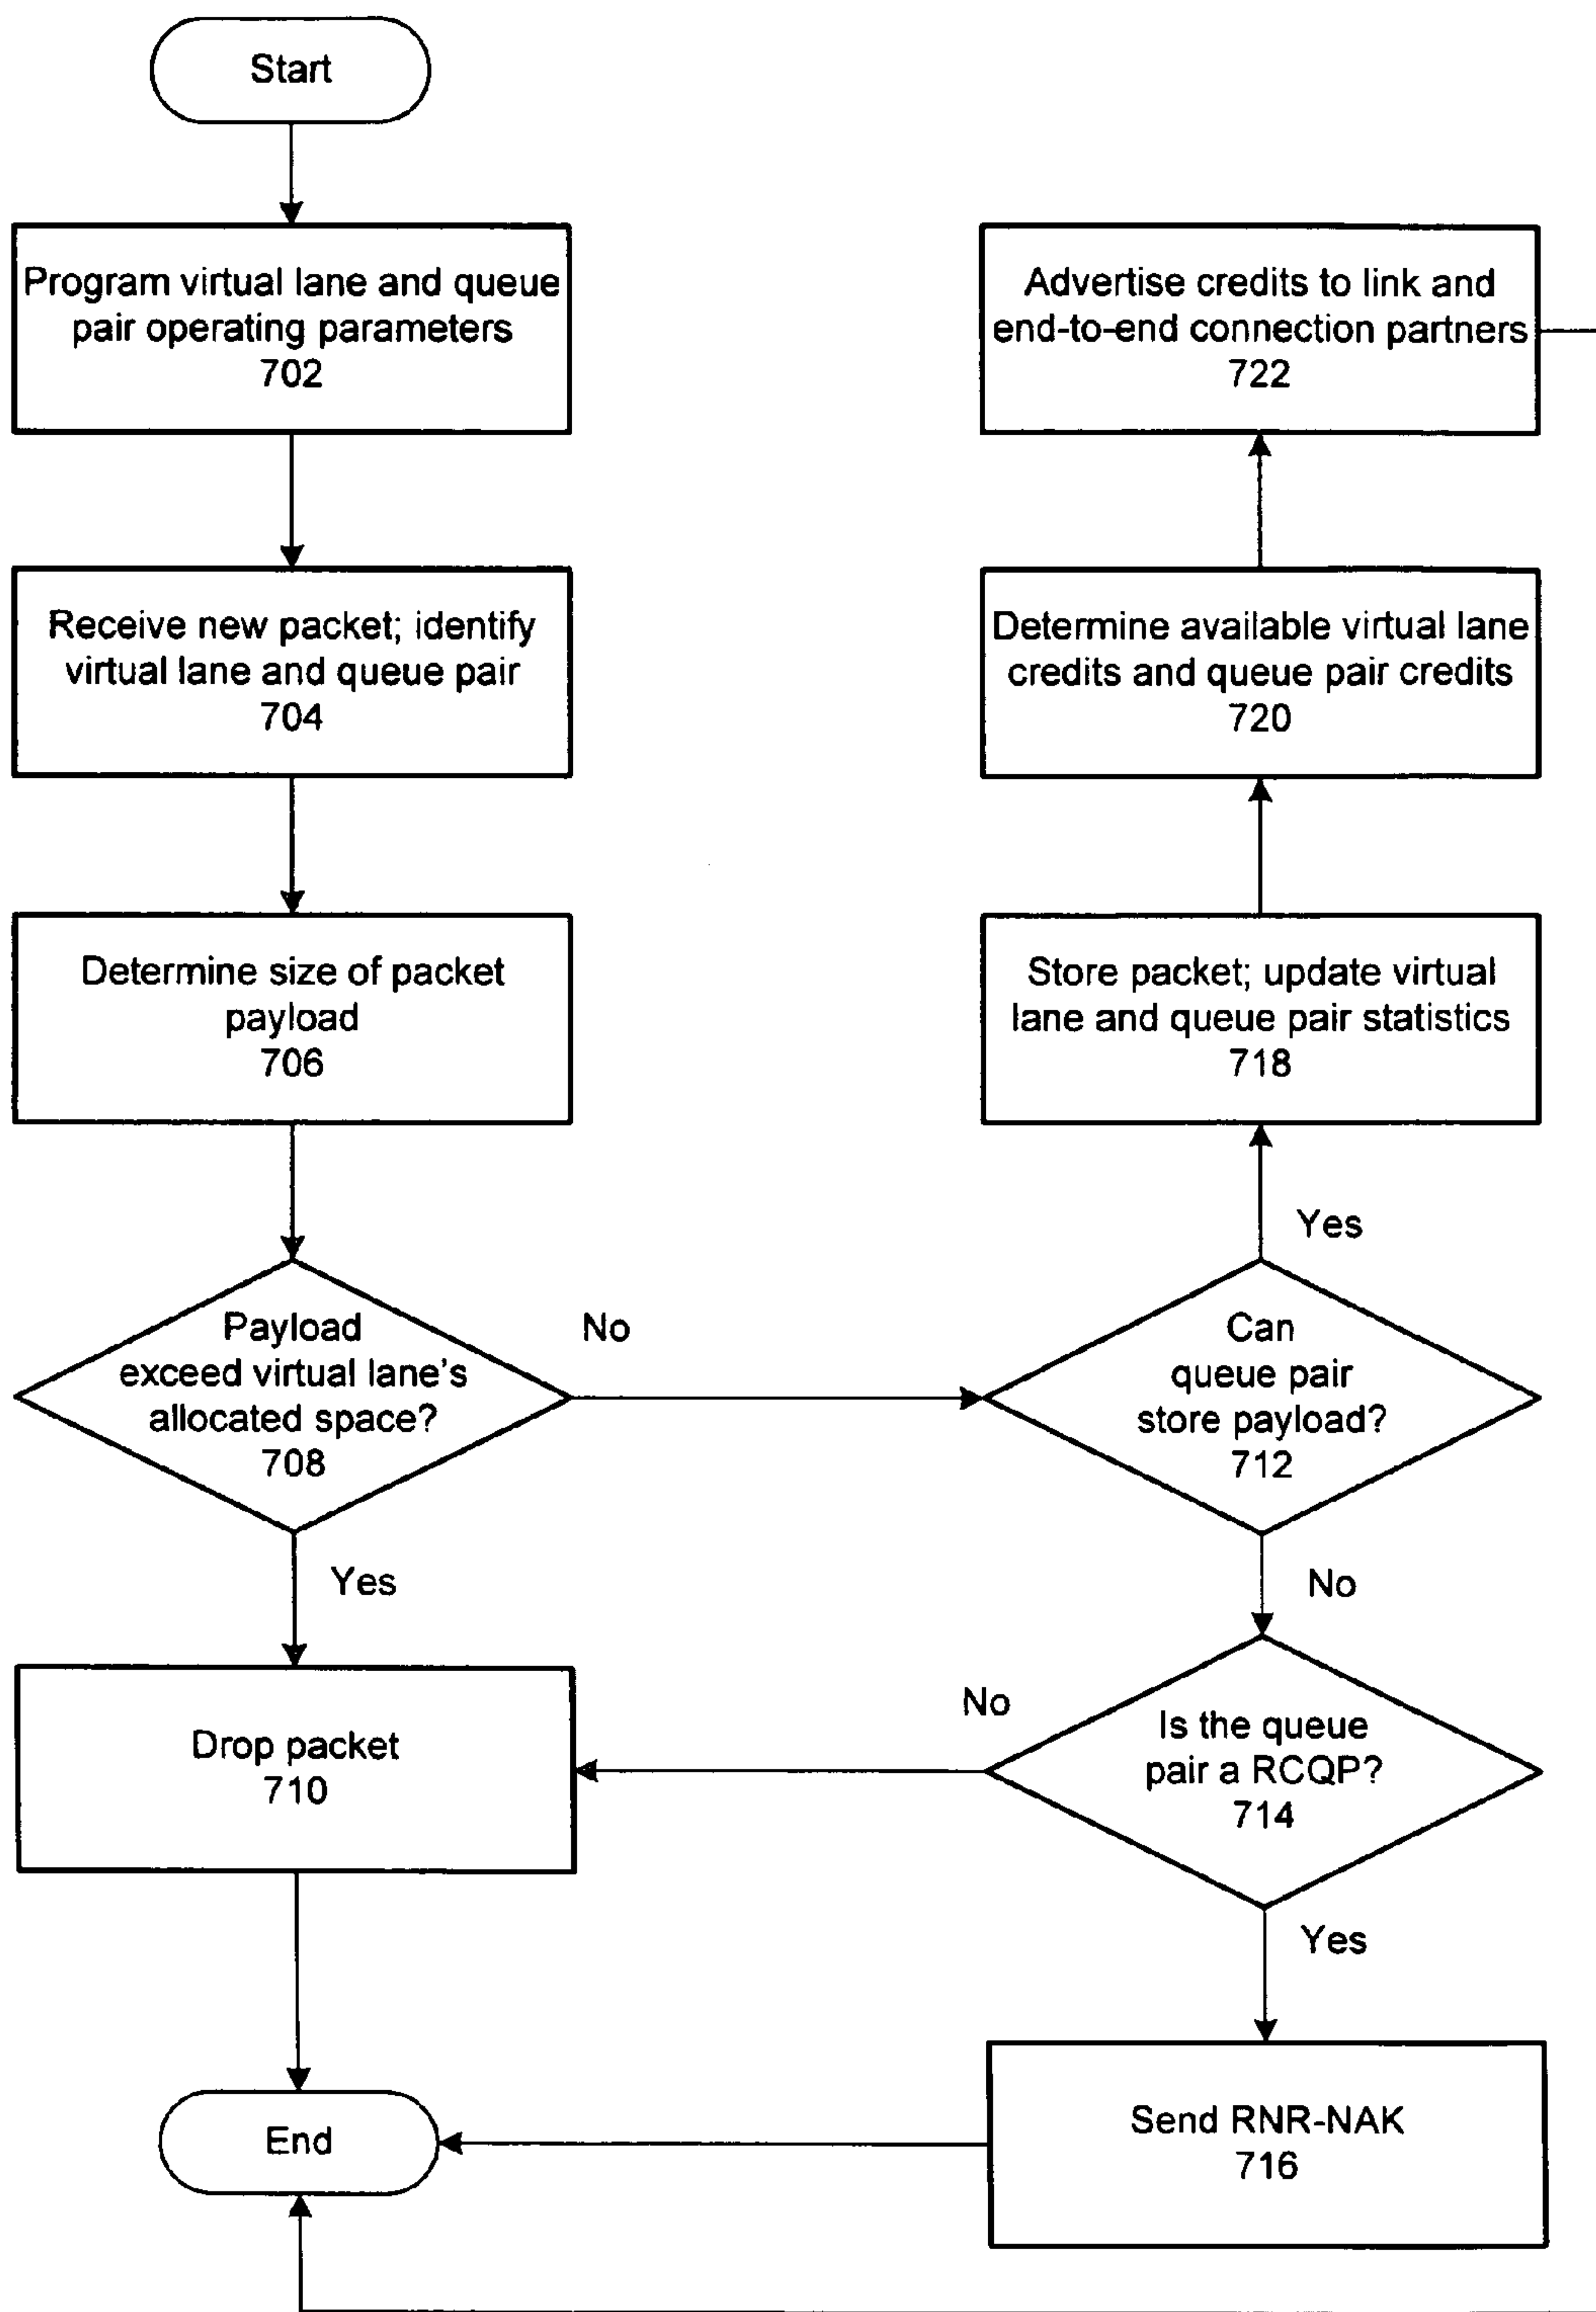 Start
Program virtual lane and queue
pair operating parameters
702
Receive new packet; identify
virtual lane and queue pair
704
Determine size of packet
payload
706
Payload
exceed virtual lane's
allocated space?
708
No
Yes
Drop packet
710
End
Advertise credits to link and
end-to-end connection partners
722
Determine available virtual lane
credits and queue pair credits
720
Store packet; update virtual
lane and queue pair statistics
718
Yes
Can
queue pair
store payload?
712
No
No
Is the queue
pair a RCQP?
714
Yes
Send RNR-NAK
716